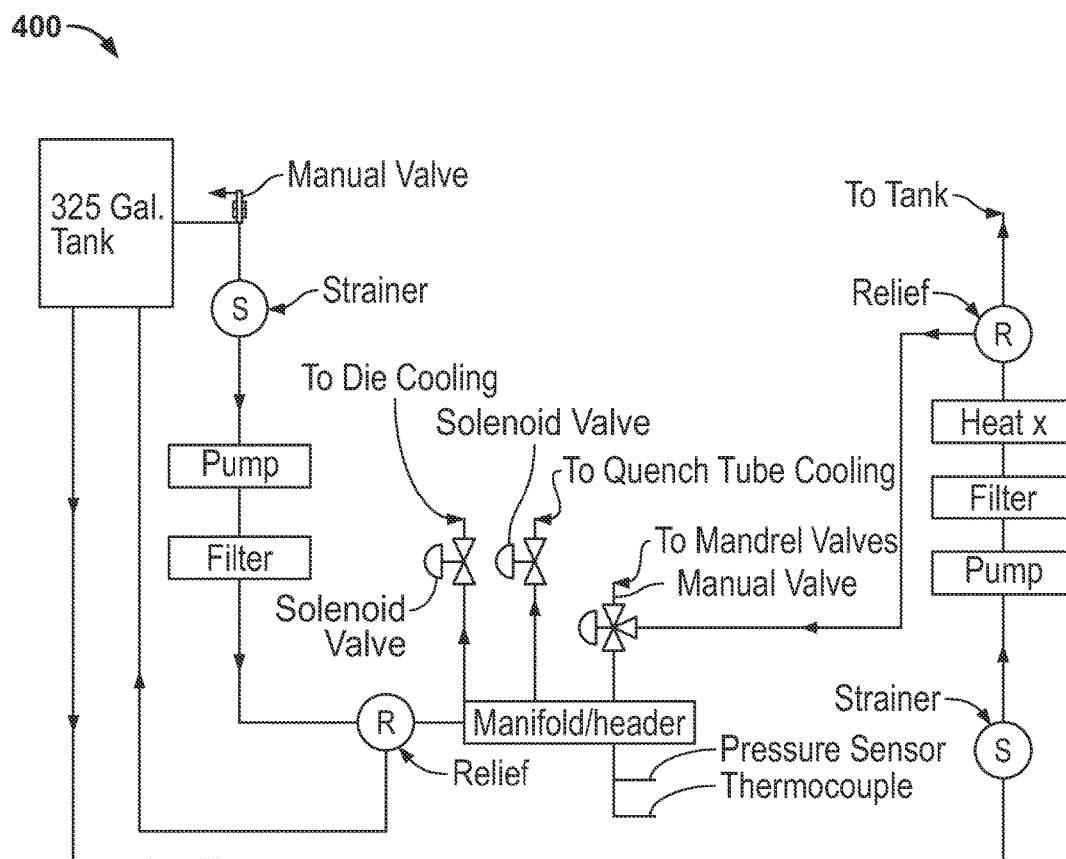 400
325 Gal.
Tank
Manual Valve
S
Strainer
Pump
Filter
To Die Cooling
Solenoid Valve
To Quench Tube Cooling
Solenoid
Valve
To Mandrel Valves
Manual Valve
R
Relief
Manifold/header
Pressure Sensor
Thermocouple
To Tank
Relief
R
Heat x
Filter
Pump
Strainer
S